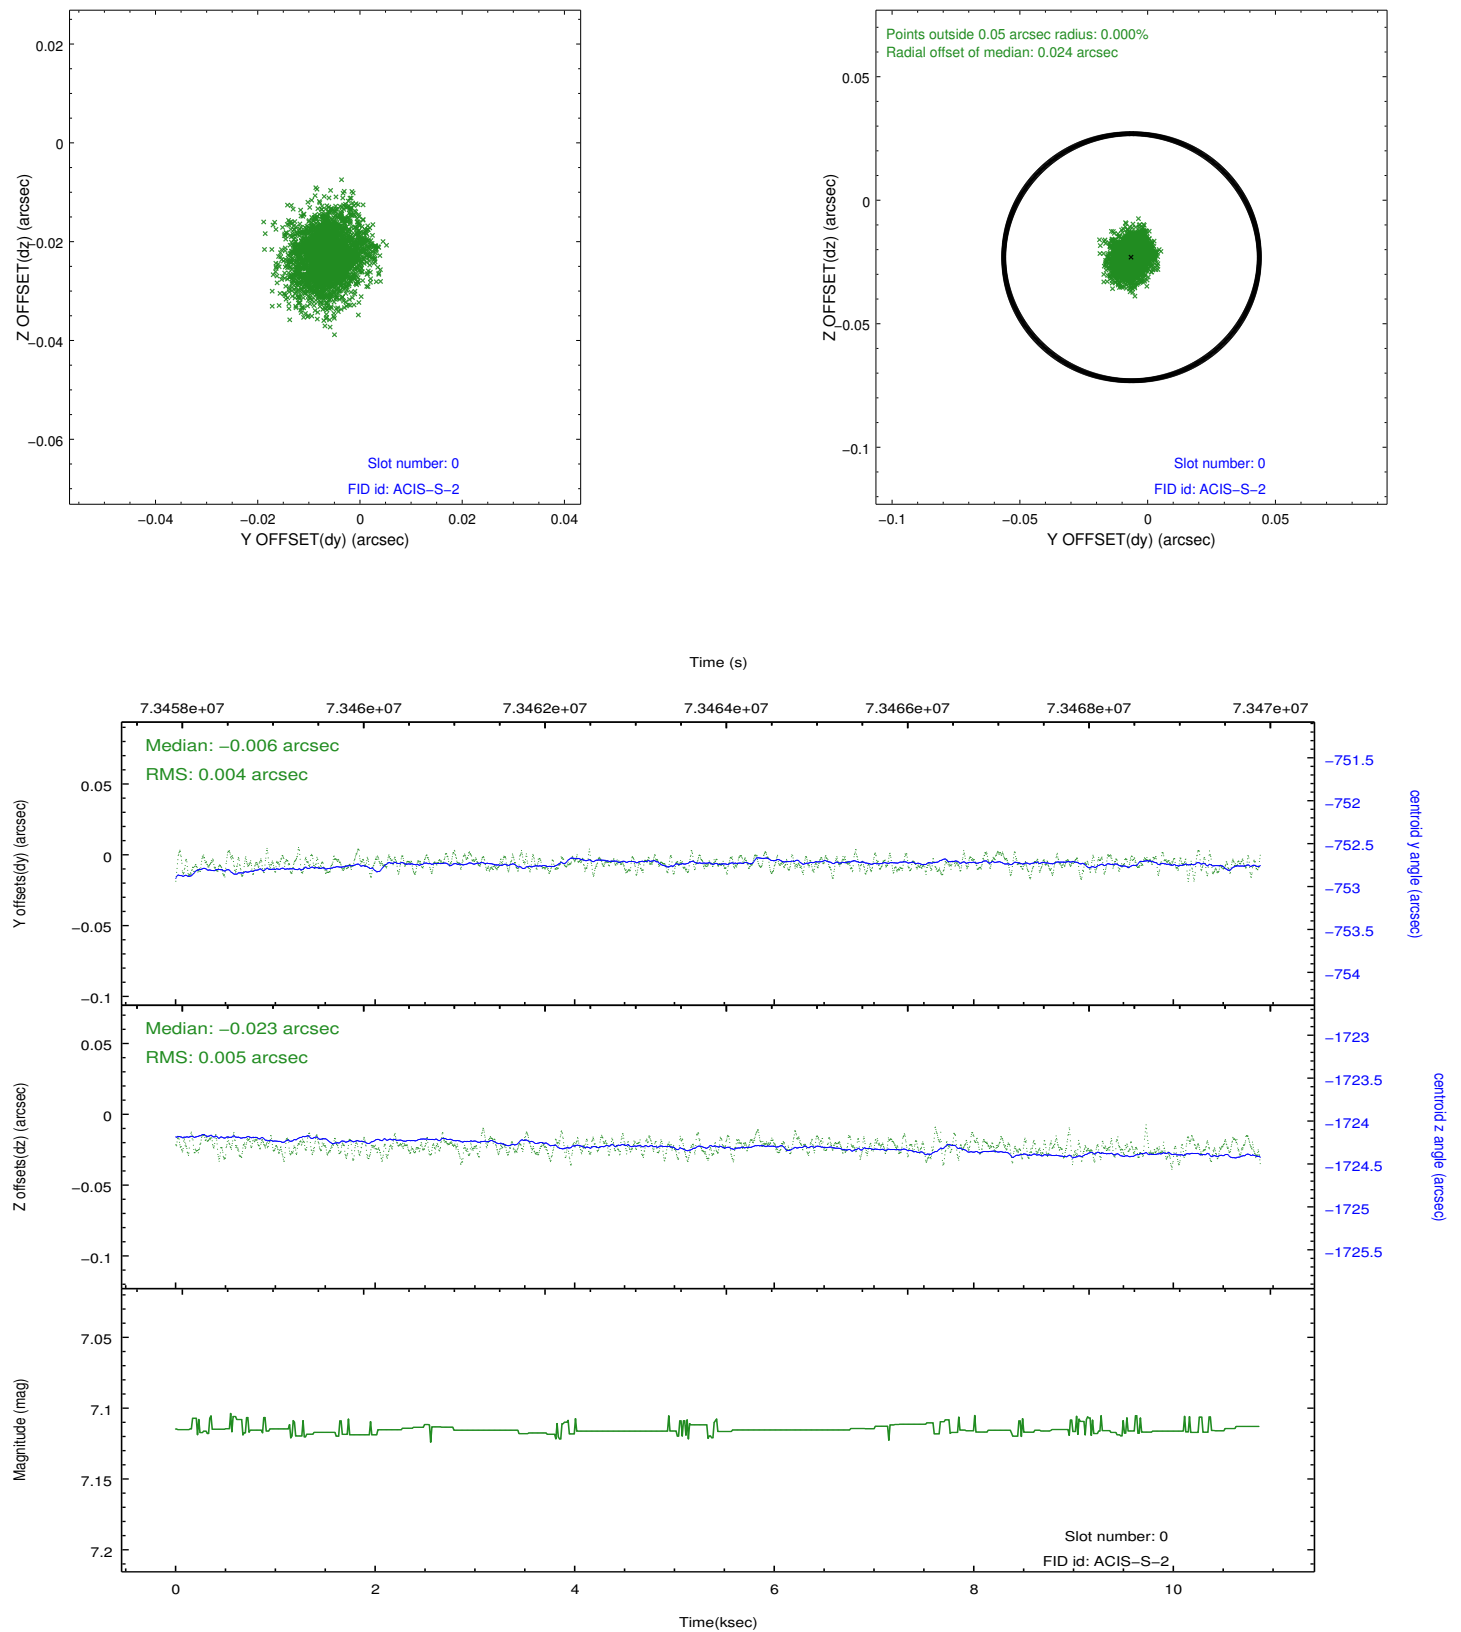 0.02
0
−0.02
−0.04
−0.06
Z OFFSET(dz) (arcsec)
Slot number: 0
FID id: ACIS−S−2
−0.04
−0.02
0
0.02
0.04
Y OFFSET(dy) (arcsec)
Points outside 0.05 arcsec radius: 0.000%
Radial offset of median: 0.024 arcsec
0.05
0
−0.05
−0.1
Z OFFSET(dz) (arcsec)
Slot number: 0
FID id: ACIS−S−2
−0.1
−0.05
0
0.05
Y OFFSET(dy) (arcsec)
Time (s)
7.3458e+07
7.346e+07
7.3462e+07
7.3464e+07
7.3466e+07
7.3468e+07
7.347e+07
Median: −0.006 arcsec
RMS: 0.004 arcsec
0.05
0
−0.05
−0.1
Y offsets(dy) (arcsec)
−751.5
−752
−752.5
−753
−753.5
−754
centroid y angle (arcsec)
Median: −0.023 arcsec
RMS: 0.005 arcsec
0.05
0
−0.05
−0.1
Z offsets(dz) (arcsec)
−1723
−1723.5
−1724
−1724.5
−1725
−1725.5
centroid z angle (arcsec)
7.05
7.1
7.15
7.2
Magnitude (mag)
Slot number: 0
FID id: ACIS−S−2
0
2
4
6
8
10
Time(ksec)